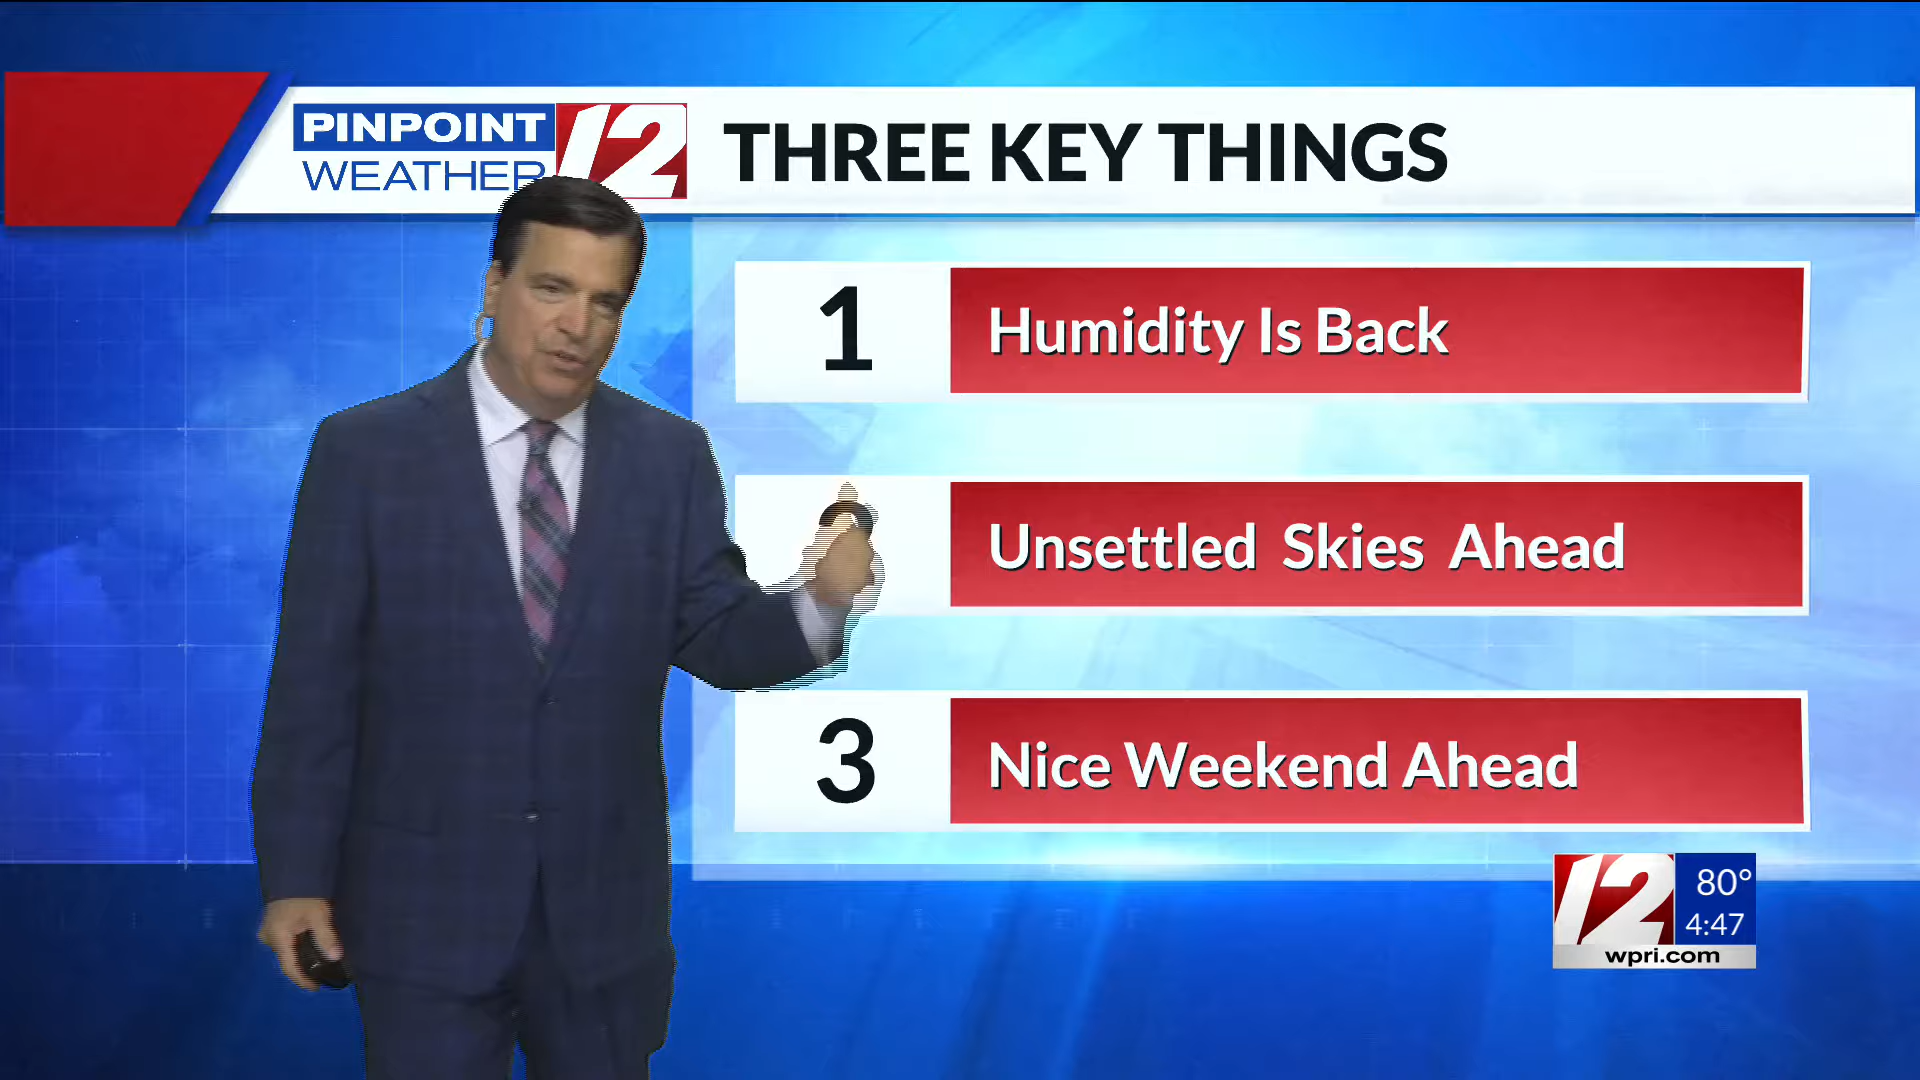 PINPOINT
WEATHER
12
THREE KEY THINGS
1
Humidity Is Back
Unsettled Skies Ahead
3
Nice Weekend Ahead
12
80°
4:47
wpri.com